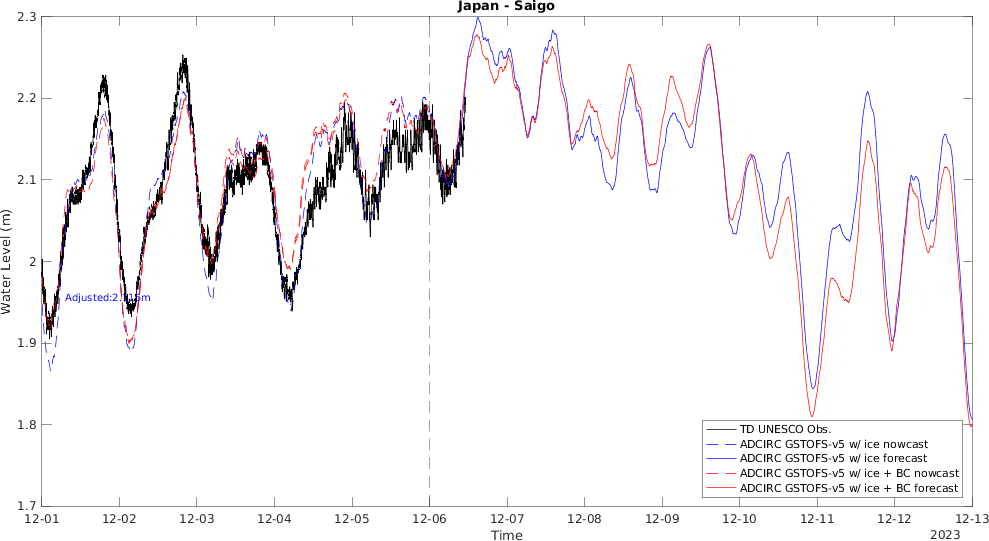 Japan - Saigo
2.3
2.2
2.1
2
1.9
1.8
1.7
Water Level (m)
TD UNESCO Obs.
ADCIRC GSTOFS-v5 w/ ice nowcast
ADCIRC GSTOFS-v5 w/ ice forecast
ADCIRC GSTOFS-v5 w/ ice + BC nowcast
ADCIRC GSTOFS-v5 w/ ice + BC forecast
12-01 12-02 12-03 12-04 12-05 12-06 12-07 12-08 12-09 12-10 12-11 12-12 12-13
Time
2023